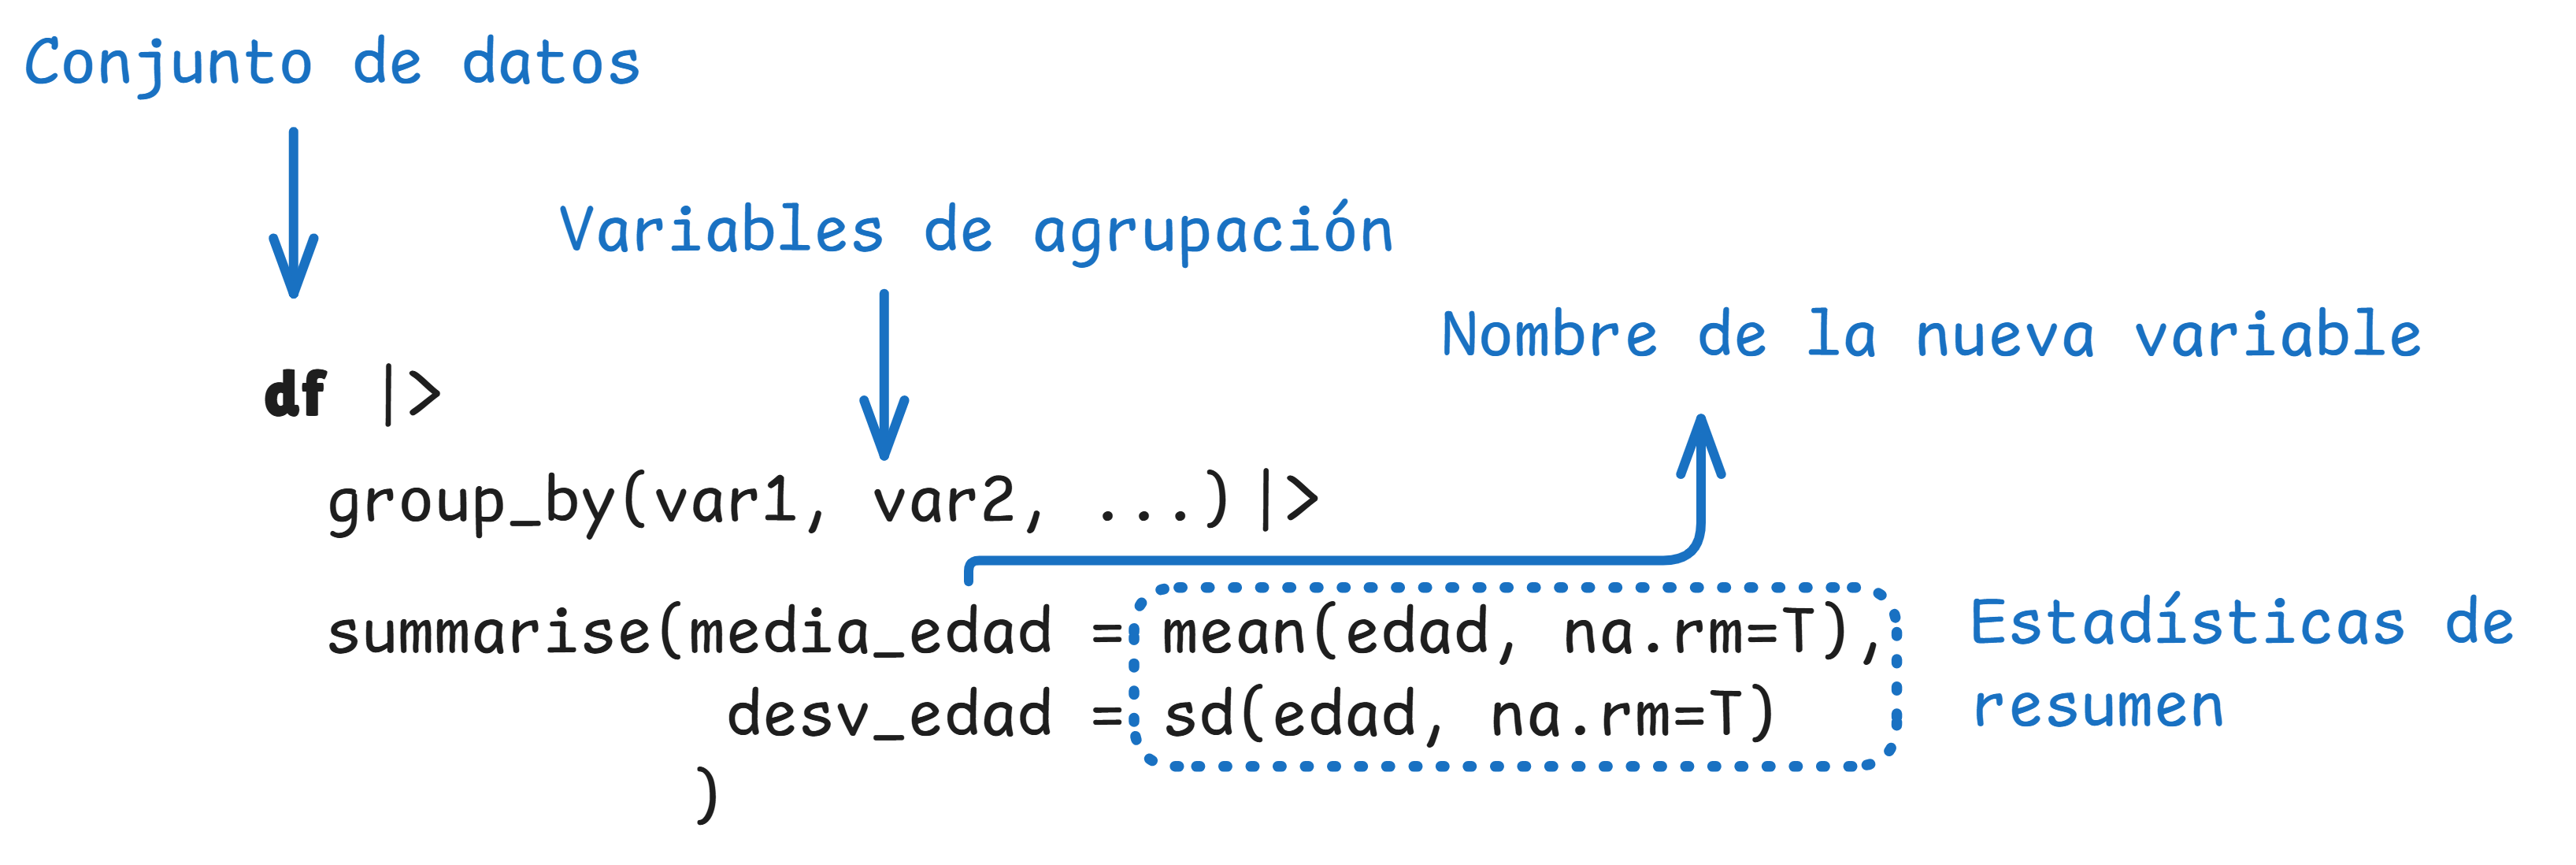 Conjunto de datos
Variables de agrupación
Nombre de la nueva variable
df |>
group_by(var1, var2, ...)|>
summarise(media_edad = mean(edad, na.rm=T),
desv_edad = sd(edad, na.rm=T)
)
Estadísticas de
resumen